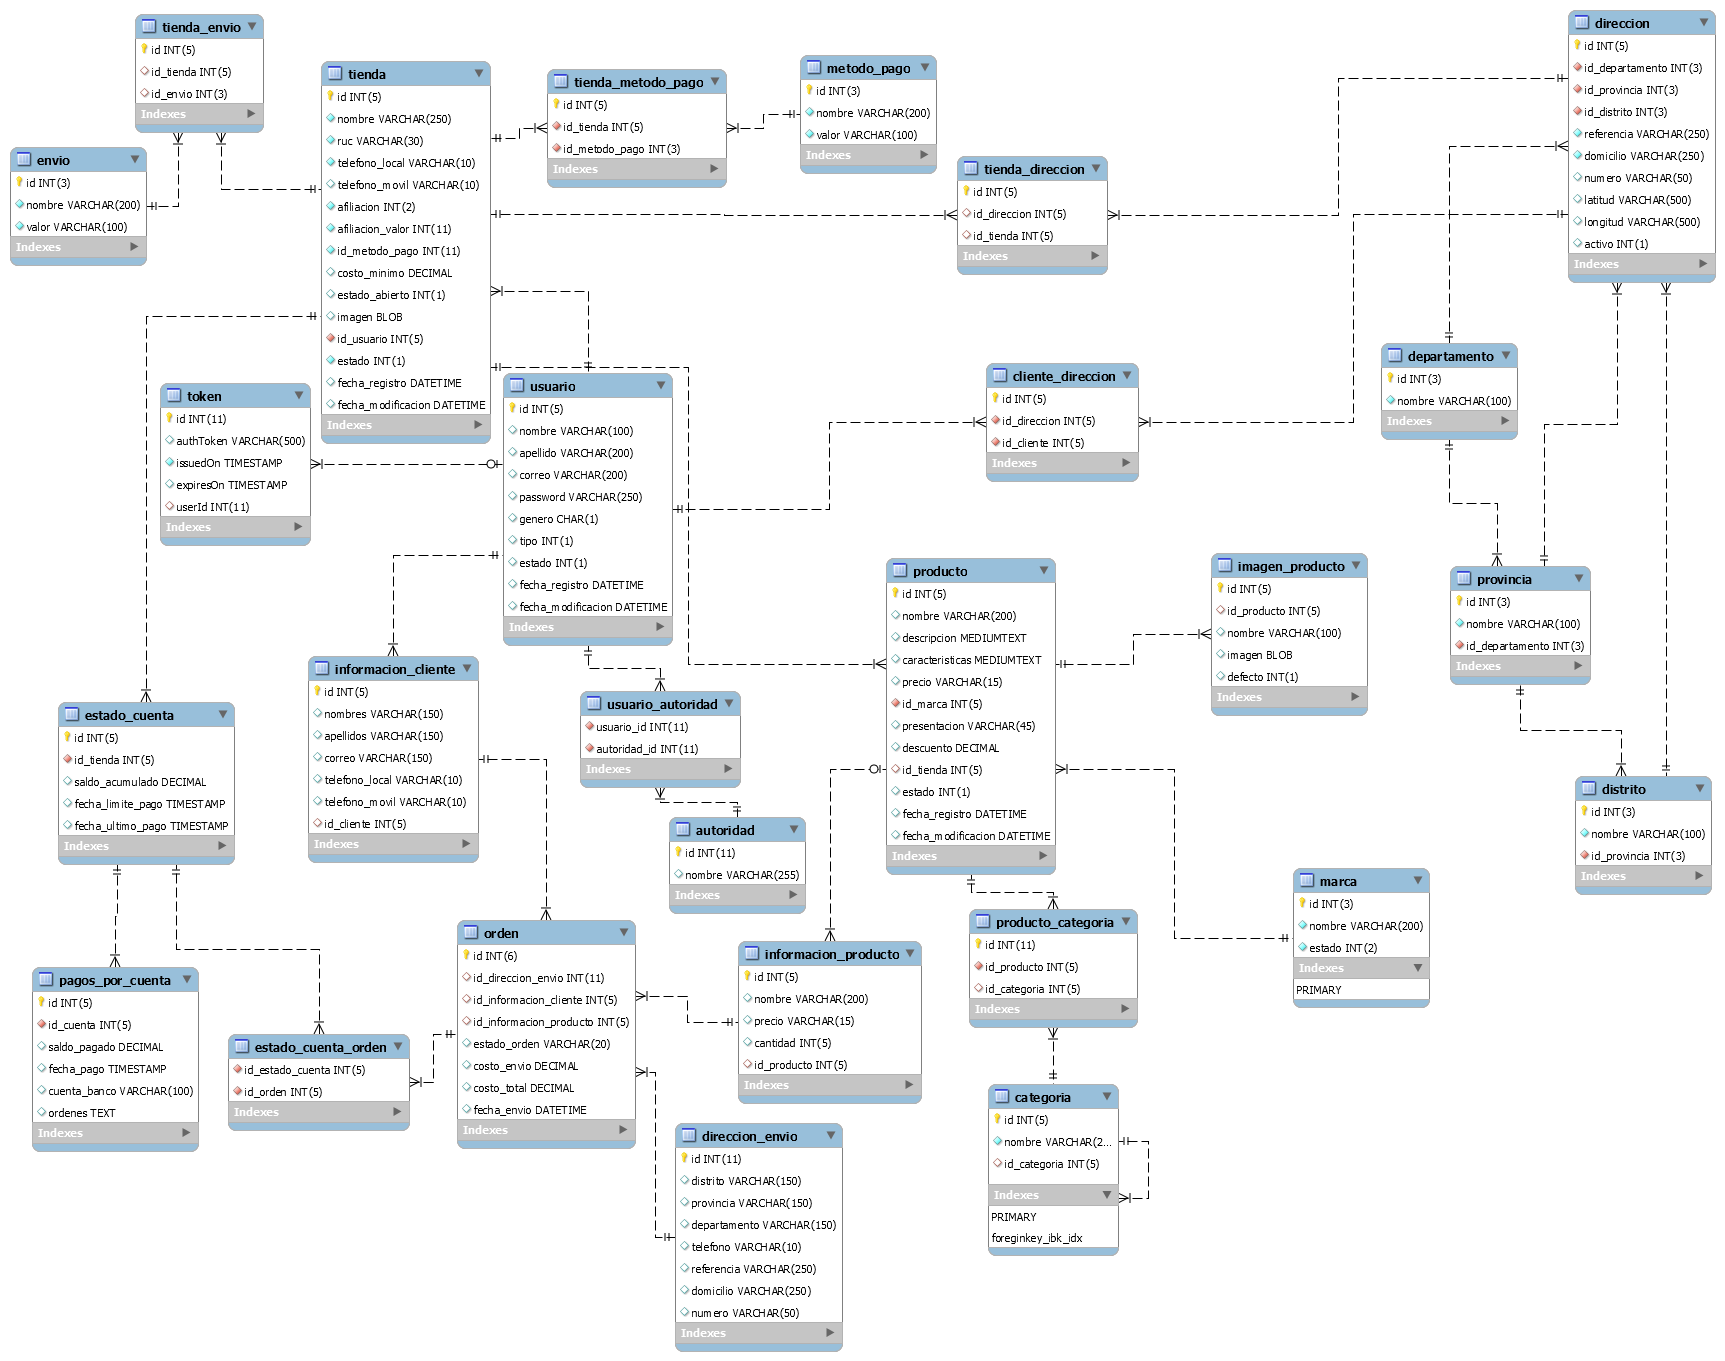 tienda_envio
id INT(5)
id_tienda INT(5)
id_envio INT(3)
Indexes
envio
id INT(3)
nombre VARCHAR(200)
valor VARCHAR(100)
Indexes
tienda
id INT(5)
nombre VARCHAR(250)
ruc VARCHAR(30)
telefono_local VARCHAR(10)
telefono_movil VARCHAR(10)
afiliacion INT(2)
afiliacion_valor INT(11)
id_metodo_pago INT(11)
costo_minimo DECIMAL
estado_abierto INT(1)
imagen BLOB
id_usuario INT(5)
estado INT(1)
fecha_registro DATETIME
fecha_modificacion DATETIME
Indexes
tienda_metodo_pago
id INT(5)
id_tienda INT(5)
id_metodo_pago INT(3)
Indexes
metodo_pago
id INT(3)
nombre VARCHAR(200)
valor VARCHAR(100)
Indexes
tienda_direccion
id INT(5)
id_direccion INT(5)
id_tienda INT(5)
Indexes
direccion
id INT(5)
id_departamento INT(3)
id_provincia INT(3)
id_distrito INT(3)
referencia VARCHAR(250)
domicilio VARCHAR(250)
numero VARCHAR(50)
latitud VARCHAR(500)
longitud VARCHAR(500)
activo INT(1)
Indexes
departamento
id INT(3)
nombre VARCHAR(100)
Indexes
cliente_direccion
id INT(5)
id_direccion INT(5)
id_cliente INT(5)
Indexes
token
id INT(11)
authToken VARCHAR(500)
issuedOn TIMESTAMP
expiresOn TIMESTAMP
userId INT(11)
Indexes
usuario
id INT(5)
nombre VARCHAR(100)
apellido VARCHAR(200)
correo VARCHAR(200)
password VARCHAR(250)
genero CHAR(1)
tipo INT(1)
estado INT(1)
fecha_registro DATETIME
fecha_modificacion DATETIME
Indexes
producto
id INT(5)
nombre VARCHAR(200)
descripcion MEDIUMTEXT
caracteristicas MEDIUMTEXT
precio VARCHAR(15)
id_marca INT(5)
presentacion VARCHAR(45)
descuento DECIMAL
id_tienda INT(5)
estado INT(1)
fecha_registro DATETIME
fecha_modificacion DATETIME
Indexes
imagen_producto
id INT(5)
id_producto INT(5)
nombre VARCHAR(100)
imagen BLOB
defecto INT(1)
Indexes
provincia
id INT(3)
nombre VARCHAR(100)
id_departamento INT(3)
Indexes
informacion_cliente
id INT(5)
nombres VARCHAR(150)
apellidos VARCHAR(150)
correo VARCHAR(150)
telefono_local VARCHAR(10)
telefono_movil VARCHAR(10)
id_cliente INT(5)
Indexes
usuario_autoridad
usuario_id INT(11)
autoridad_id INT(11)
Indexes
estado_cuenta
id INT(5)
id_tienda INT(5)
saldo_acumulado DECIMAL
fecha_limite_pago TIMESTAMP
fecha_ultimo_pago TIMESTAMP
Indexes
autoridad
id INT(11)
nombre VARCHAR(255)
Indexes
distrito
id INT(3)
nombre VARCHAR(100)
id_provincia INT(3)
Indexes
marca
id INT(3)
nombre VARCHAR(200)
estado INT(2)
Indexes
PRIMARY
orden
id INT(6)
id_direccion_envio INT(11)
id_informacion_cliente INT(5)
id_informacion_producto INT(5)
estado_orden VARCHAR(20)
costo_envio DECIMAL
costo_total DECIMAL
fecha_envio DATETIME
Indexes
informacion_producto
id INT(5)
nombre VARCHAR(200)
precio VARCHAR(15)
cantidad INT(5)
id_producto INT(5)
Indexes
producto_categoria
id INT(11)
id_producto INT(5)
id_categoria INT(5)
Indexes
pagos_por_cuenta
id INT(5)
id_cuenta INT(5)
saldo_pagado DECIMAL
fecha_pago TIMESTAMP
cuenta_banco VARCHAR(100)
ordenes TEXT
Indexes
estado_cuenta_orden
id_estado_cuenta INT(5)
id_orden INT(5)
Indexes
categoria
id INT(5)
nombre VARCHAR(2...
id_categoria INT(5)
Indexes
PRIMARY
foreginkey_ibk_idx
direccion_envio
id INT(11)
distrito VARCHAR(150)
provincia VARCHAR(150)
departamento VARCHAR(150)
telefono VARCHAR(10)
referencia VARCHAR(250)
domicilio VARCHAR(250)
numero VARCHAR(50)
Indexes